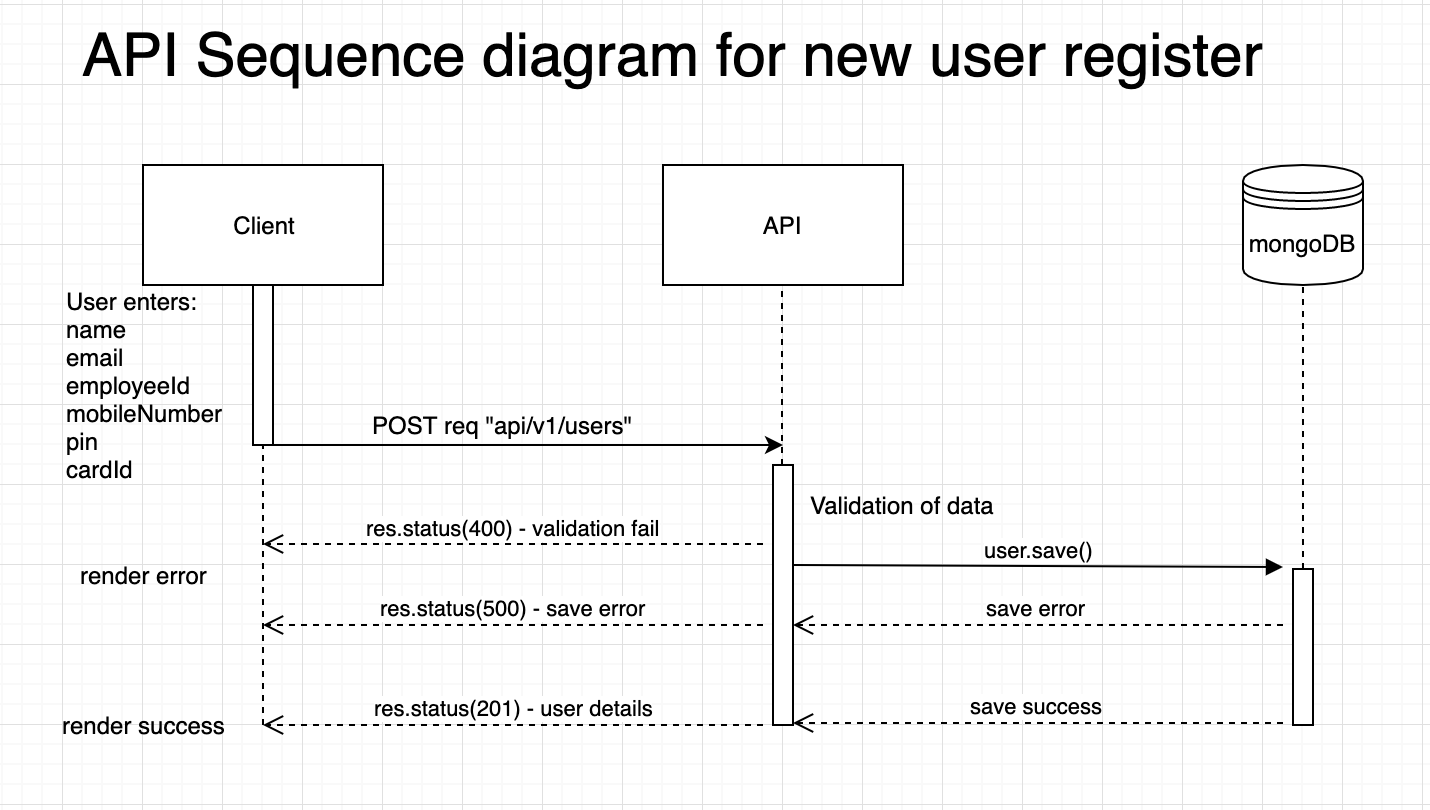 API Sequence diagram for new user register
Client
API
mongoDB
User enters:
name
email
employeeId
mobileNumber
pin
cardId
POST req "api/v1/users"
Validation of data
res.status(400) - validation fail
user.save()
render error
res.status(500) - save error
save error
res.status(201) - user details
save success
render success